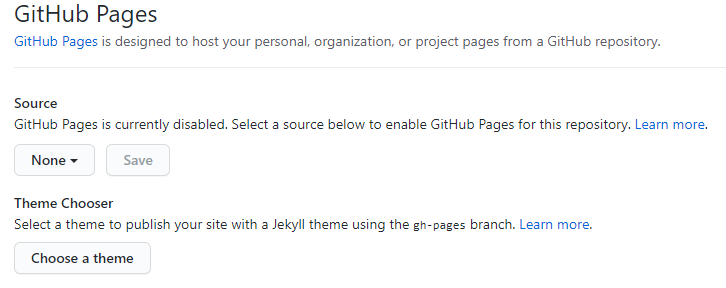 GitHub Pages
GitHub Pages is designed to host your personal, organization, or project pages from a GitHub repository.
Source
GitHub Pages is currently disabled. Select a source below to enable GitHub Pages for this repository. Learn more.
None Save
Theme Chooser
Select a theme to publish your site with a Jekyll theme using the gh-pages branch. Learn more.
Choose a theme